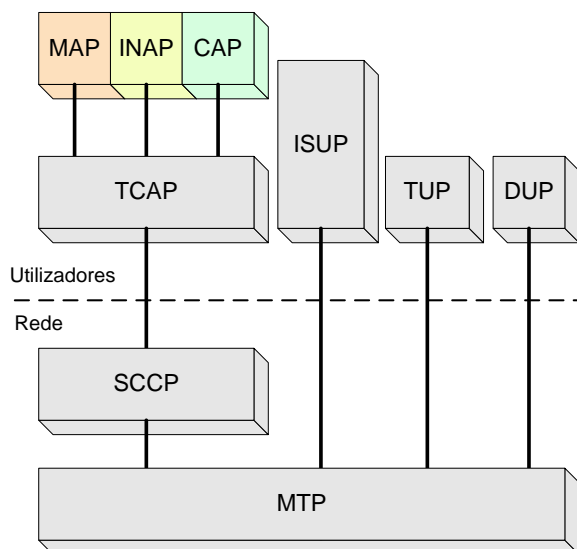 MAP INAP CAP
ISUP
TCAP TUP DUP
Utilizadores
Rede
SCCP
MTP